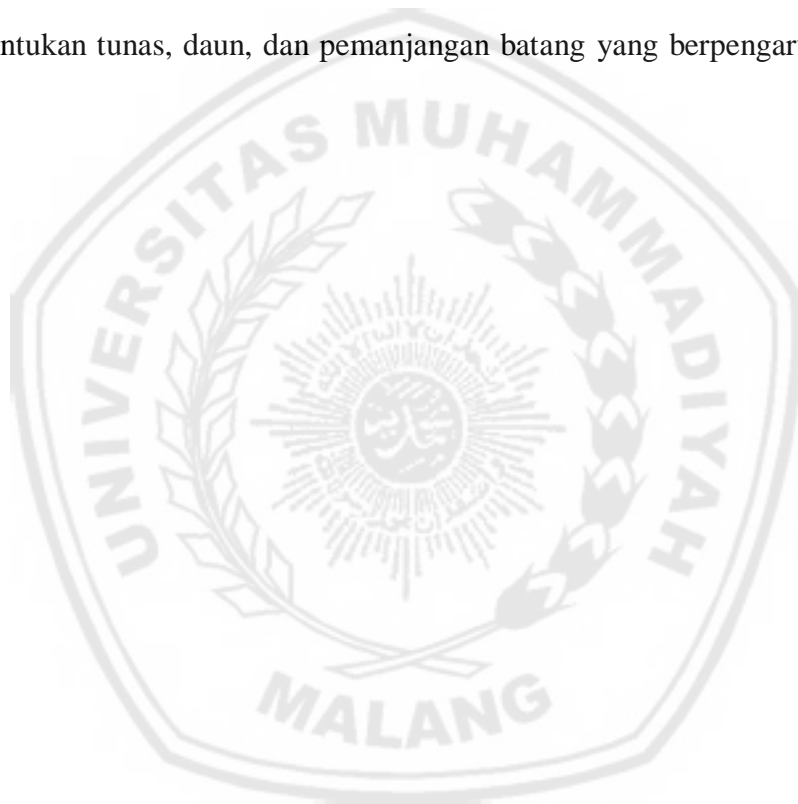 ntukan tunas, daun, dan pemanjangan batang yang berpengar
UNIVERSITAS MUHAMMADIYAH
MALANG